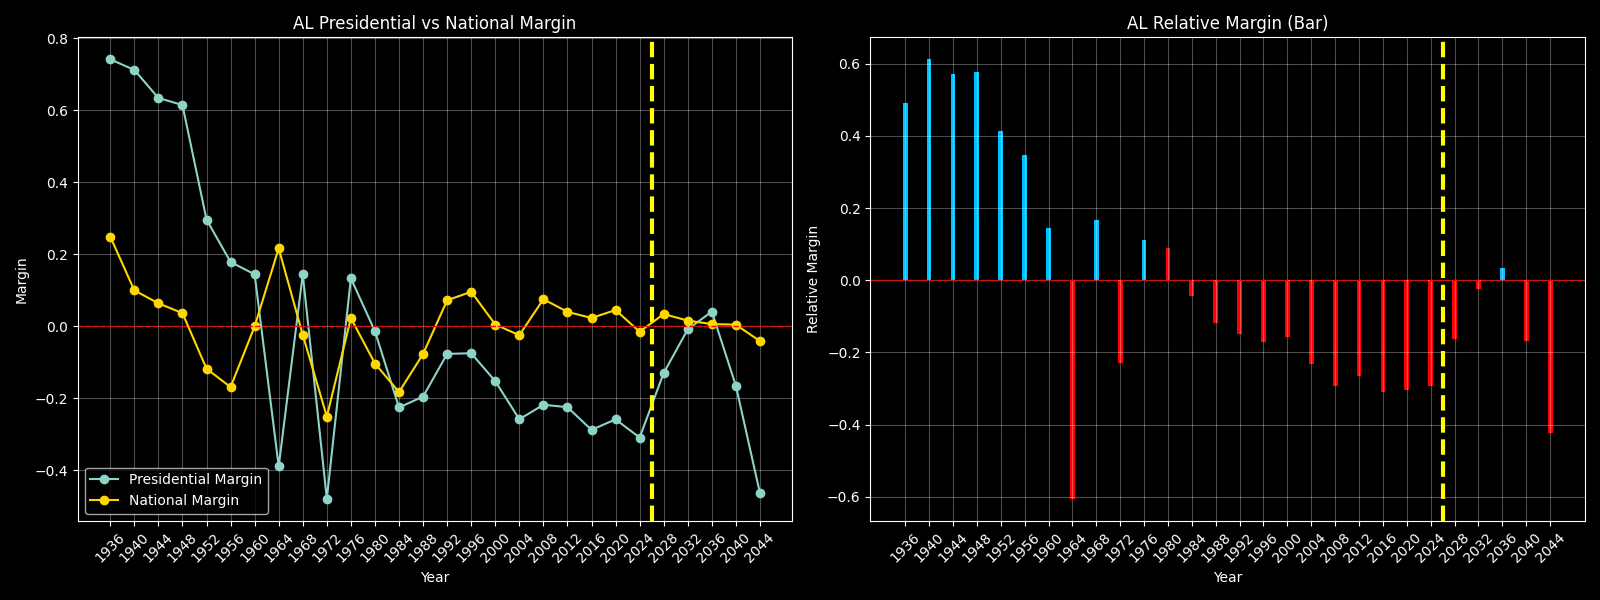 AL Presidential vs National Margin
Margin
0.8
0.6
0.4
0.2
0.0
−0.2
−0.4
Presidential Margin
National Margin
1936 1940 1944 1948 1952 1956 1960 1964 1968 1972 1976 1980 1984 1988 1992 1996 2000 2004 2008 2012 2016 2020 2024 2028 2032 2036 2040 2044
Year
AL Relative Margin (Bar)
Relative Margin
0.6
0.4
0.2
0.0
−0.2
−0.4
−0.6
1936 1940 1944 1948 1952 1956 1960 1964 1968 1972 1976 1980 1984 1988 1992 1996 2000 2004 2008 2012 2016 2020 2024 2028 2032 2036 2040 2044
Year